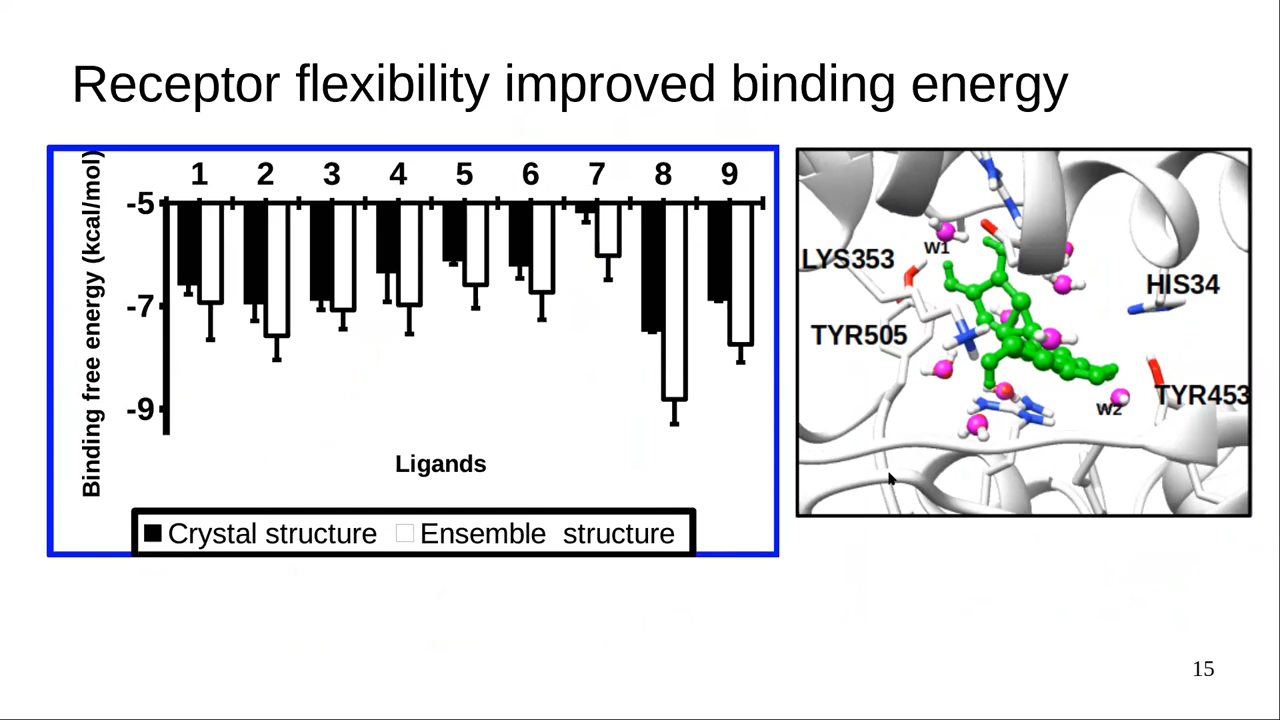 Receptor flexibility improved binding energy
Binding free energy (kcal/mol)
1 2 3 4 5 6 7 8 9
-5
-7
-9
Ligands
Crystal structure Ensemble structure
W1
LYS353
HIS34
TYR505
TYR453
W2
15